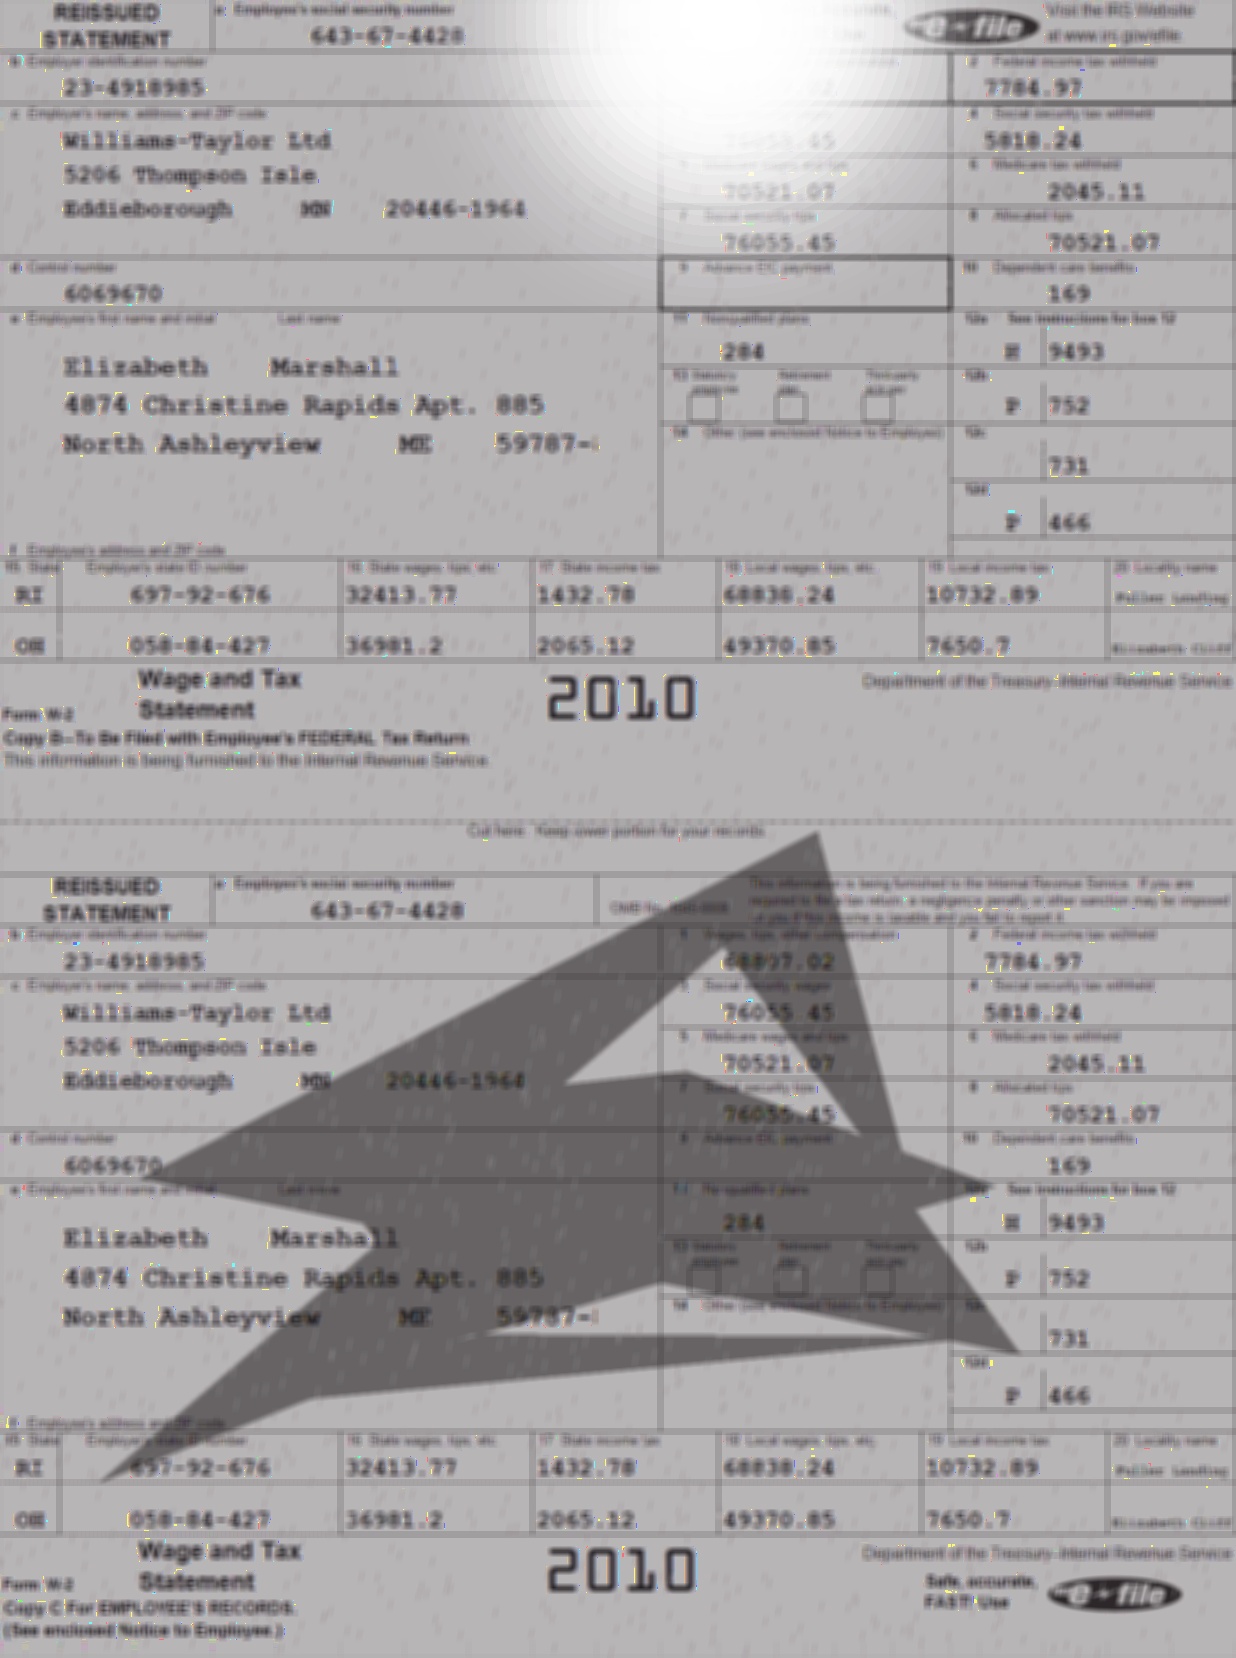 REISSUED STATEMENT
a Employee's social security number
643-67-4428
e-file
Visit the IRS Website
at www.irs.gov/efile.
b Employer identification number
23-4918985
2 Federal income tax withheld
7784.97
c Employer's name, address, and ZIP code
Williams-Taylor Ltd
5206 Thompson Isle
Eddieborough MN 20446-1964
76055.45
4 Social security tax withheld
5818.24
5 Medicare wages and tips
70521.07
6 Medicare tax withheld
2045.11
7 Social security tips
76055.45
8 Allocated tips
70521.07
d Control number
6069670
9 Advance EIC payment
10 Dependent care benefits
169
e Employee's first name and initial Last name
Elizabeth Marshall
4874 Christine Rapids Apt. 885
North Ashleyview ME 59787-
11 Nonqualified plans
284
12a See instructions for box 12
H 9493
13 Statutory employee Retirement plan Third-party sick pay
12b
P 752
14 Other (see enclosed Notice to Employee)
12c
731
12d
P 466
f Employee's address and ZIP code
15 State Employer's state ID number 16 State wages, tips, etc. 17 State income tax 18 Local wages, tips, etc. 19 Local income tax 20 Locality name
RI 697-92-676 32413.77 1432.78 68838.24 10732.89
OH 058-84-427 36981.2 2065.12 49370.85 7650.7
Form W-2 Wage and Tax Statement
2010
Department of the Treasury-Internal Revenue Service
Copy B--To Be Filed with Employee's FEDERAL Tax Return
This information is being furnished to the Internal Revenue Service.
Cut here. Keep lower portion for your records.
REISSUED STATEMENT
a Employee's social security number
643-67-4428
OMB No.
This information is being furnished to the Internal Revenue Service. If you are
required to file a tax return, a negligence penalty or other sanction may be imposed
on you if this income is taxable and you fail to report it.
b Employer identification number
23-4918985
1 Wages, tips, other compensation
68897.02
2 Federal income tax withheld
7784.97
c Employer's name, address, and ZIP code
Williams-Taylor Ltd
5206 Thompson Isle
Eddieborough MN 20446-1964
3 Social security wages
76055.45
4 Social security tax withheld
5818.24
5 Medicare wages and tips
70521.07
6 Medicare tax withheld
2045.11
7 Social security tips
76055.45
8 Allocated tips
70521.07
d Control number
6069670
9 Advance EIC payment
10 Dependent care benefits
169
e Employee's first name and initial Last name
Elizabeth Marshall
4874 Christine Rapids Apt. 885
North Ashleyview ME 59787-
11 Nonqualified plans
284
12a See instructions for box 12
H 9493
13 Statutory employee Retirement plan Third-party sick pay
12b
P 752
14 Other (see enclosed Notice to Employee)
12c
731
12d
P 466
f Employee's address and ZIP code
15 State Employer's state ID number 16 State wages, tips, etc. 17 State income tax 18 Local wages, tips, etc. 19 Local income tax 20 Locality name
RI 697-92-676 32413.77 1432.78 68838.24 10732.89
OH 058-84-427 36981.2 2065.12 49370.85 7650.7
Form W-2 Wage and Tax Statement
2010
Department of the Treasury-Internal Revenue Service
Copy C For EMPLOYEE'S RECORDS.
(See enclosed Notice to Employee.)
Safe, accurate,
FAST! Use
e-file